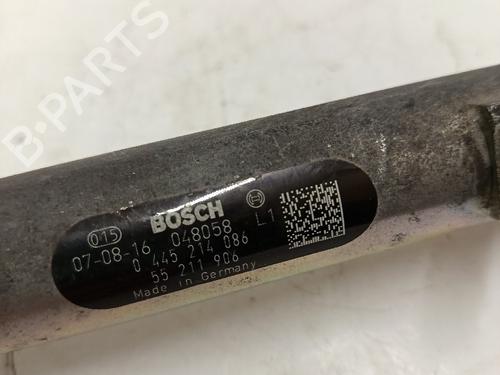 B-PARTS
015 BOSCH
07-08-16 048058 L1
0 445 214 086
55 211 906
Made in Germany